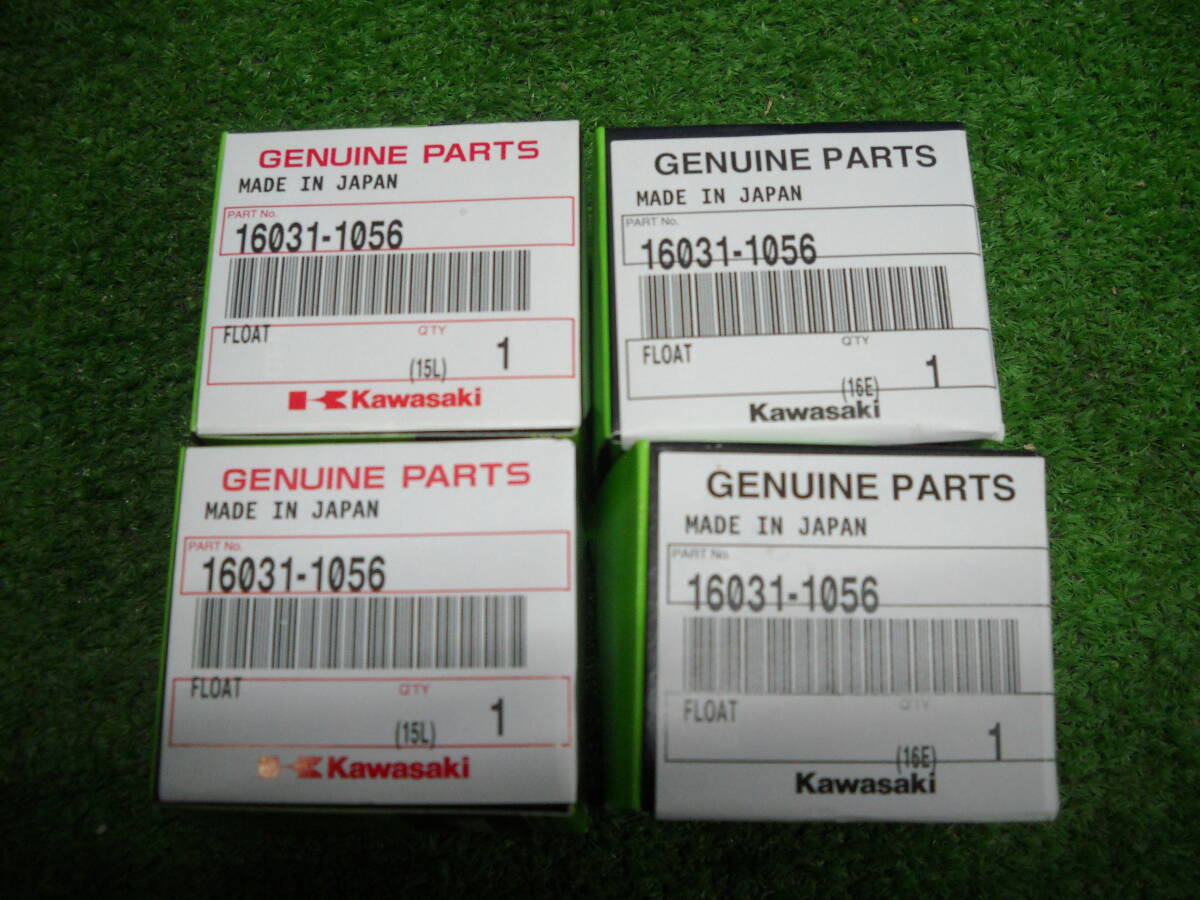 GENUINE PARTS
MADE IN JAPAN
PART No.
16031-1056
FLOAT
Q'TY
(15L)
1
Kawasaki
GENUINE PARTS
MADE IN JAPAN
PART No.
16031-1056
FLOAT
Q'TY
(16E)
1
Kawasaki
GENUINE PARTS
MADE IN JAPAN
PART No.
16031-1056
FLOAT
Q'TY
(15L)
1
Kawasaki
GENUINE PARTS
MADE IN JAPAN
PART No.
16031-1056
FLOAT
Q'TY
(16E)
1
Kawasaki